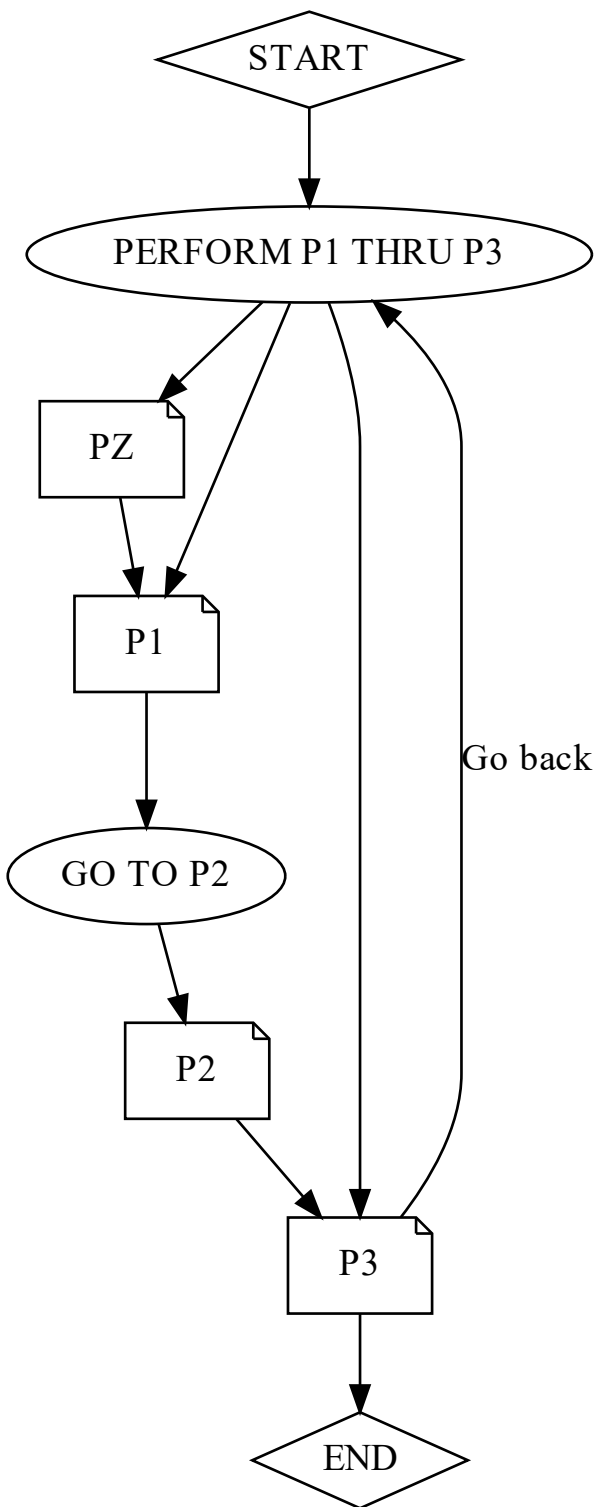 START
PERFORM P1 THRU P3
PZ
P1
Go back
GO TO P2
P2
P3
END